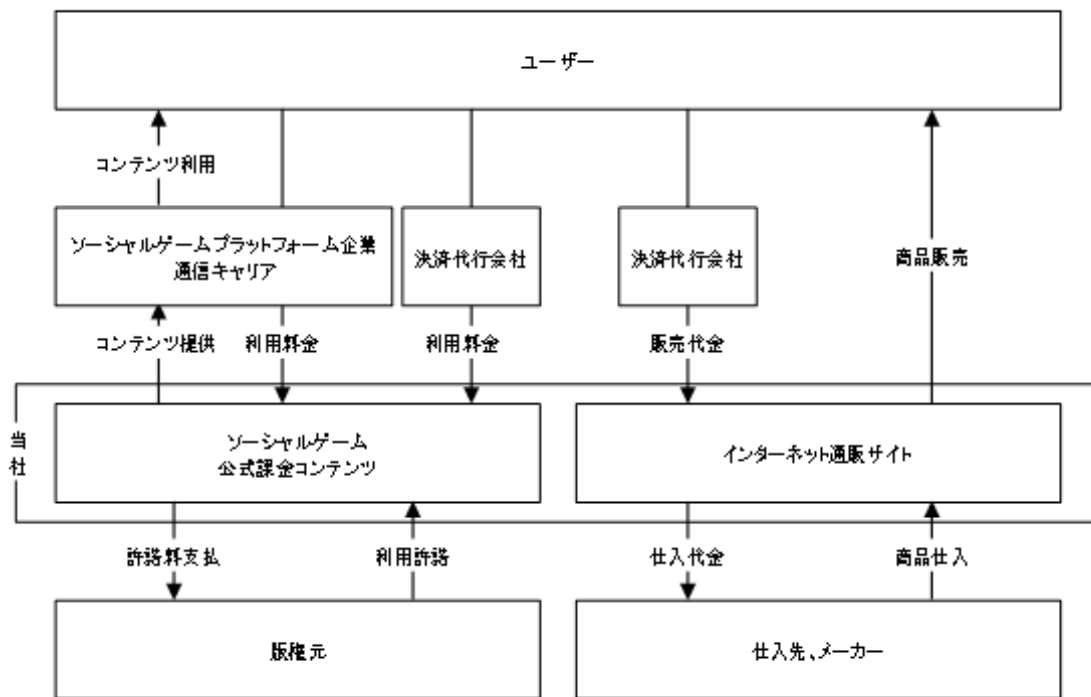 ユーザー
コンテンツ利用
ソーシャルゲームプラットフォーム企業
通信キャリア
決済代行会社
決済代行会社
商品販売
コンテンツ提供
利用料金
利用料金
販売代金
当社
ソーシャルゲーム
公式課金コンテンツ
インターネット通販サイト
許諾料支払
利用許諾
仕入代金
商品仕入
版権元
仕入先、メーカー